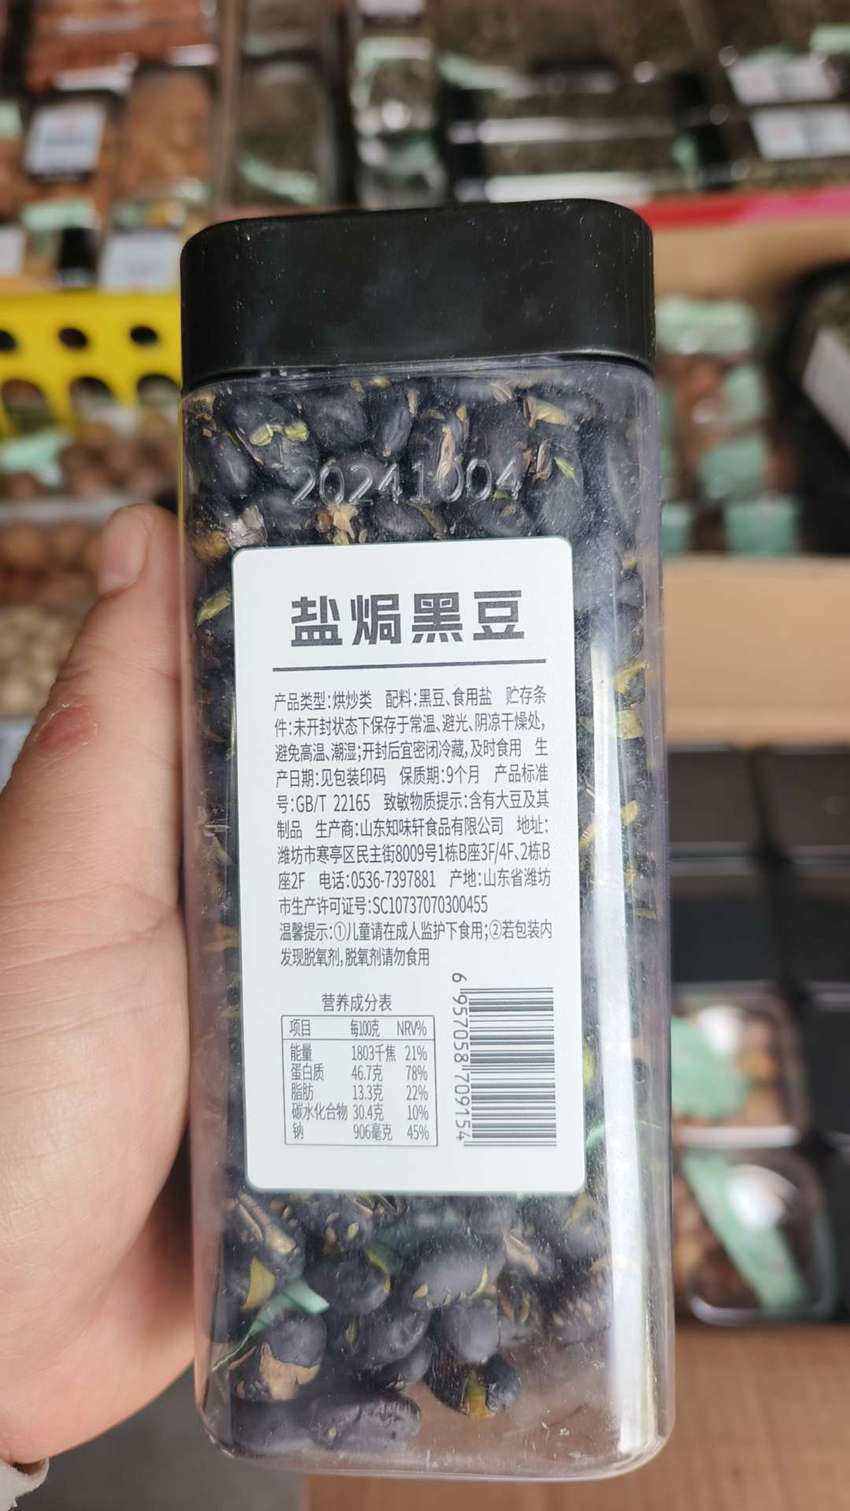 20241004
盐焗黑豆
产品类型:烘炒类 配料:黑豆、食用盐 贮存条
件:未开封状态下保存于常温、避光、阴凉干燥处,
避免高温、潮湿;开封后宜密闭冷藏,及时食用 生
产日期:见包装印码 保质期:9个月 产品标准
号:GB/T 22165 致敏物质提示:含有大豆及其
制品 生产商:山东知味轩食品有限公司 地址:
潍坊市寒亭区民主街8009号1栋B座3F/4F、2栋B
座2F 电话:0536-7397881 产地:山东省潍坊
市生产许可证号:SC10737070300455
温馨提示:①儿童请在成人监护下食用;②若包装内
发现脱氧剂,脱氧剂请勿食用
营养成分表
项目 每100克 NRV%
能量 1803千焦 21%
蛋白质 46.7克 78%
脂肪 13.3克 22%
碳水化合物 30.4克 10%
钠 906毫克 45%
6 957058 709154